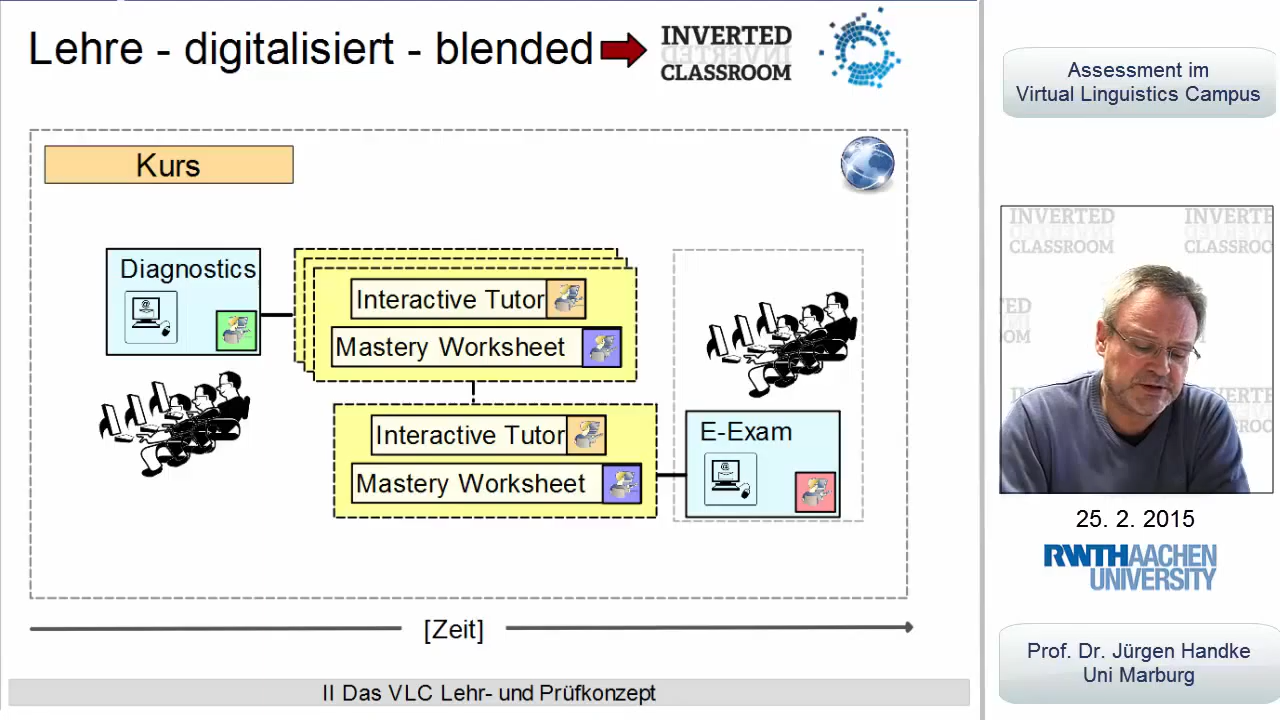 Lehre - digitalisiert - blended
INVERTED
CLASSROOM
Kurs
Diagnostics
Interactive Tutor
Mastery Worksheet
Interactive Tutor
Mastery Worksheet
E-Exam
[Zeit]
II Das VLC Lehr- und Prüfkonzept
Assessment im
Virtual Linguistics Campus
INVERTED
CLASSROOM
INVERTE
CLASSROO
25. 2. 2015
RWTHAACHEN
UNIVERSITY
Prof. Dr. Jürgen Handke
Uni Marburg